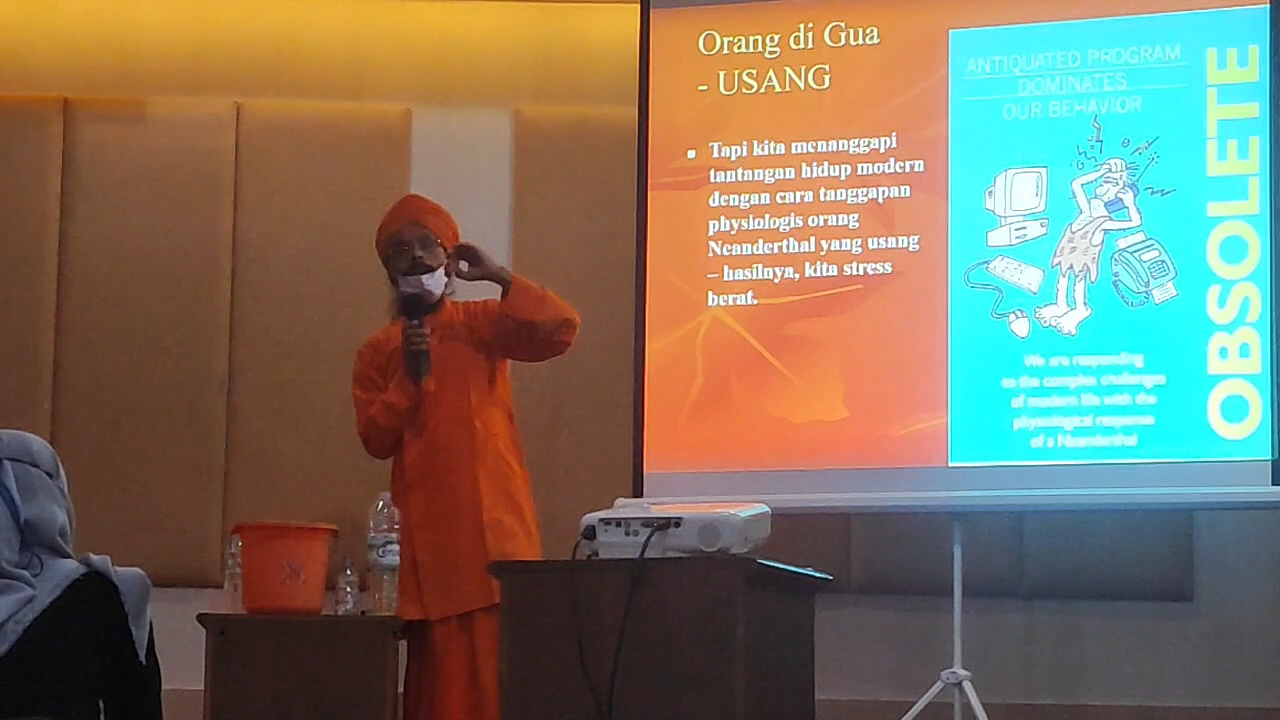 Orang di Gua
- USANG
Tapi kita menanggapi
tantangan hidup modern
dengan cara tanggapan
physiologis orang
Neanderthal yang usang
– hasilnya, kita stress
berat.
ANTIQUATED PROGRAM
DOMINATES
OUR BEHAVIOR
OBSOLETE
We are responding
to the complex challenges
of modern life with the
physiological response
of a Neanderthal